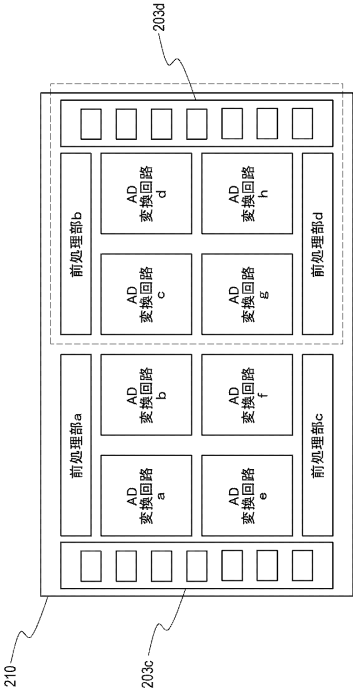 203d
前処理部b
AD
変換回路
d
AD
変換回路
h
AD
変換回路
c
AD
変換回路
g
前処理部d
前処理部a
AD
変換回路
b
AD
変換回路
f
AD
変換回路
a
AD
変換回路
e
前処理部c
210
203c